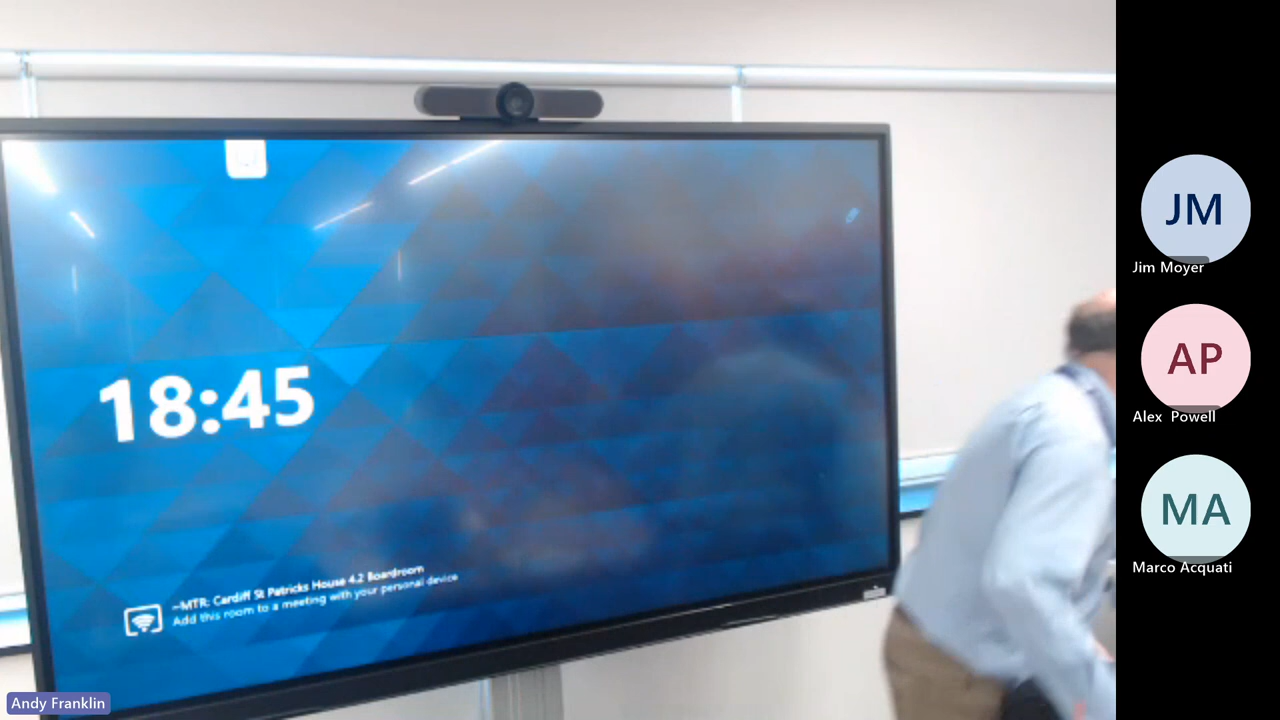 18:45
~MTR: Cardiff St Patricks House 4.2 Boardroom
Add this room to a meeting with your personal device
Andy Franklin
JM
Jim Moyer
AP
Alex Powell
MA
Marco Acquati